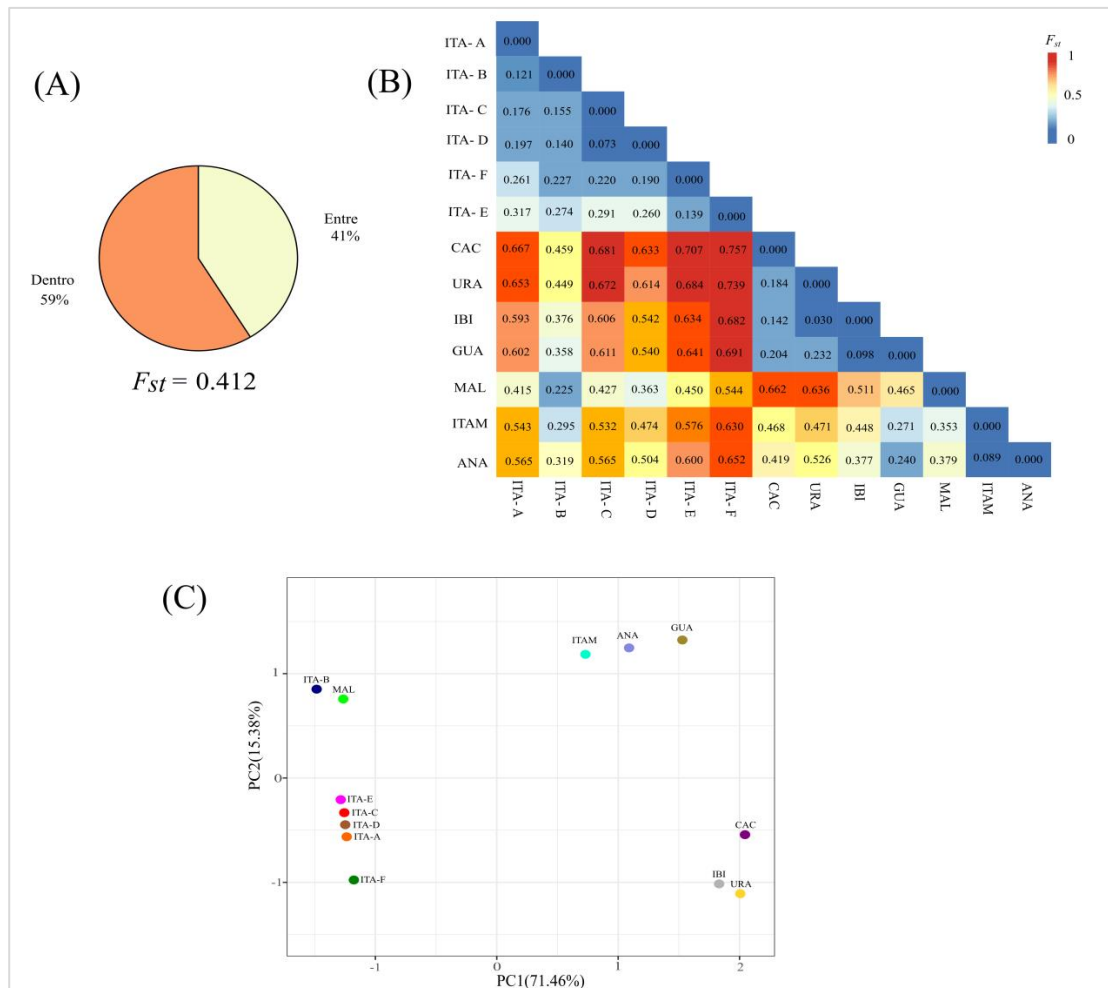 (A)
Entre
41%
Dentro
59%
Fst = 0.412
(B)
Fst
1
0.5
0
ITA- A 0.000
ITA- B 0.121 0.000
ITA- C 0.176 0.155 0.000
ITA- D 0.197 0.140 0.073 0.000
ITA- F 0.261 0.227 0.220 0.190 0.000
ITA- E 0.317 0.274 0.291 0.260 0.139 0.000
CAC 0.667 0.459 0.681 0.633 0.707 0.757 0.000
URA 0.653 0.449 0.672 0.614 0.684 0.739 0.184 0.000
IBI 0.593 0.376 0.606 0.542 0.634 0.682 0.142 0.030 0.000
GUA 0.602 0.358 0.611 0.540 0.641 0.691 0.204 0.232 0.098 0.000
MAL 0.415 0.225 0.427 0.363 0.450 0.544 0.662 0.636 0.511 0.465 0.000
ITAM 0.543 0.295 0.532 0.474 0.576 0.630 0.468 0.471 0.448 0.271 0.353 0.000
ANA 0.565 0.319 0.565 0.504 0.600 0.652 0.419 0.526 0.377 0.240 0.379 0.089 0.000
ITA- A ITA- B ITA- C ITA- D ITA- E ITA- F CAC URA IBI GUA MAL ITAM ANA
(C)
PC2(15.38%)
1
0
-1
ITAM
ANA
GUA
ITA-B
MAL
ITA-E
ITA-C
ITA-D
ITA-A
ITA-F
CAC
IBI
URA
-1 0 1 2
PC1(71.46%)